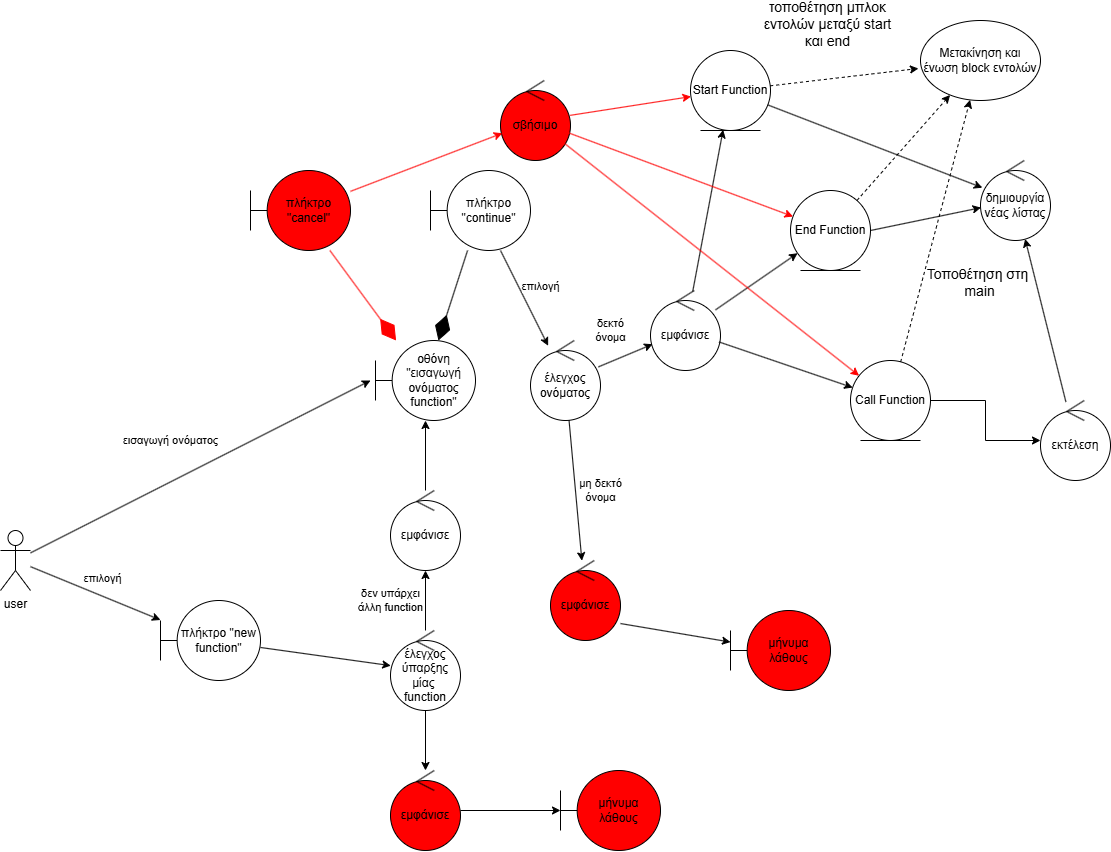 τοποθέτηση μπλοκ
εντολών μεταξύ start
και end
Μετακίνηση και
ένωση block εντολών
Start Function
σβήσιμο
πλήκτρο
"cancel"
πλήκτρο
"continue"
δημιουργία
νέας λίστας
End Function
Τοποθέτηση στη
main
επιλογή
δεκτό
όνομα
εμφάνισε
οθόνη
"εισαγωγή
ονόματος
function"
έλεγχος
ονόματος
Call Function
εισαγωγή ονόματος
εκτέλεση
μη δεκτό
όνομα
εμφάνισε
user
επιλογή
δεν υπάρχει
άλλη function
εμφάνισε
πλήκτρο "new
function"
έλεγχος
ύπαρξης
μίας
function
μήνυμα
λάθους
εμφάνισε
μήνυμα
λάθους